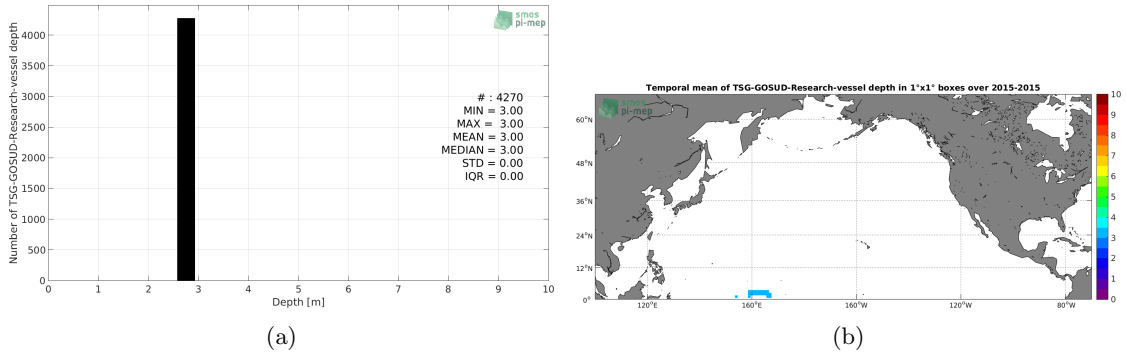 smos
pi-mep
Number of TSG-GOSUD-Research-vessel depth
4000
3500
3000
2500
2000
1500
1000
500
0
# : 4270
MIN = 3.00
MAX = 3.00
MEAN = 3.00
MEDIAN = 3.00
STD = 0.00
IQR = 0.00
0 1 2 3 4 5 6 7 8 9 10
Depth [m]
(a)
Temporal mean of TSG-GOSUD-Research-vessel depth in 1°x1° boxes over 2015-2015
smos
pi-mep
60°N
48°N
36°N
24°N
12°N
0°
120°E 160°E 160°W 120°W 80°W
10
9
8
7
6
5
4
3
2
1
0
(b)